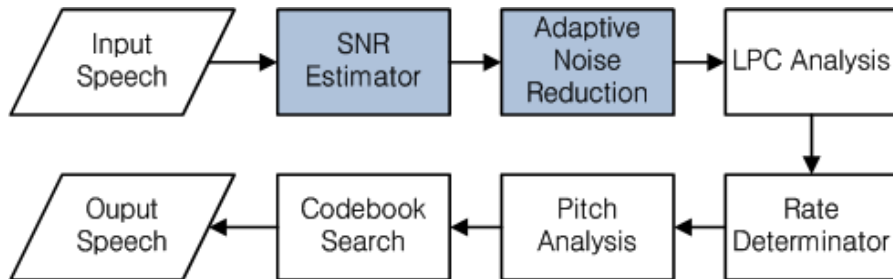 Input
Speech
SNR
Estimator
Adaptive
Noise
Reduction
LPC Analysis
Ouput
Speech
Codebook
Search
Pitch
Analysis
Rate
Determinator